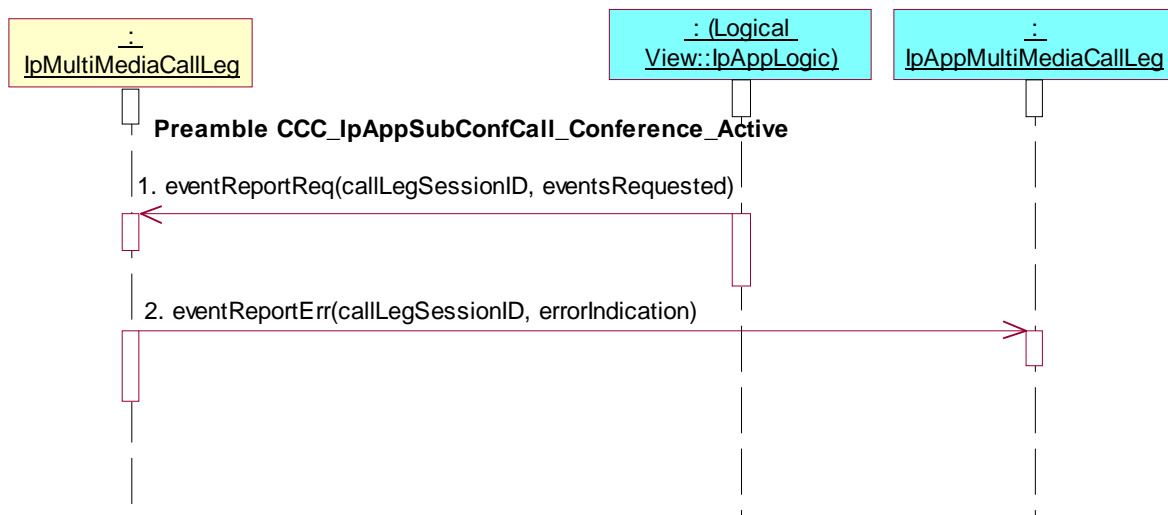 :
IpMultiMediaCallLeg
: (Logical
View::IpAppLogic)
:
IpAppMultiMediaCallLeg
Preamble CCC_IpAppSubConfCall_Conference_Active
1. eventReportReq(callLegSessionID, eventsRequested)
2. eventReportErr(callLegSessionID, errorIndication)